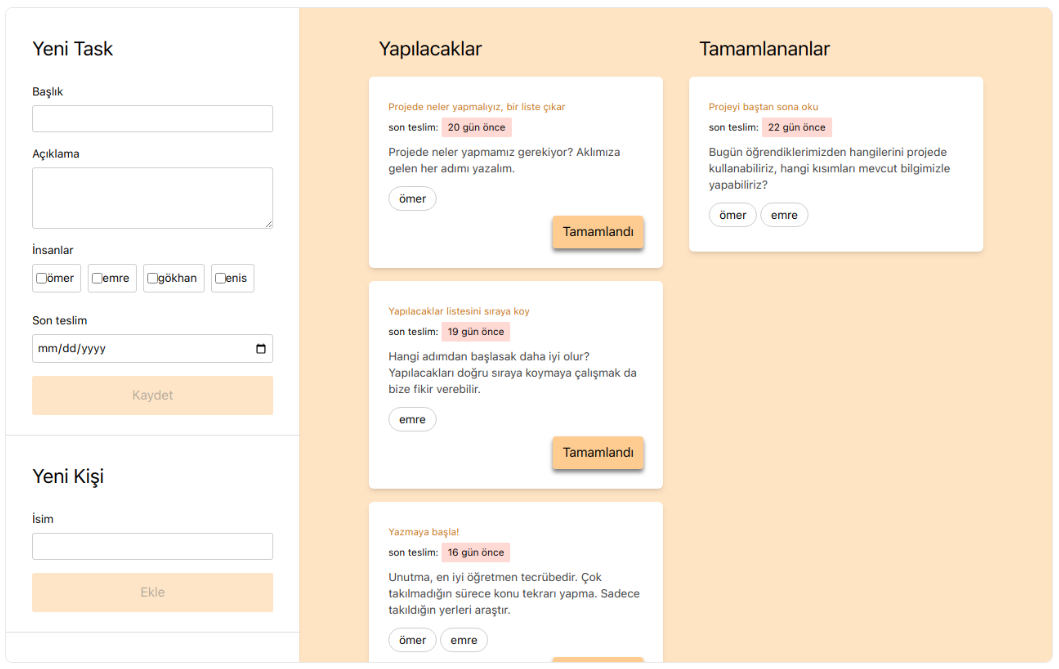 Yeni Task
Başlık
Açıklama
İnsanlar
ömer emre gökhan enis
Son teslim
mm/dd/yyyy
Kaydet
Yeni Kişi
İsim
Ekle
Yapılacaklar
Projede neler yapmalıyız, bir liste çıkar
son teslim: 20 gün önce
Projede neler yapmamız gerekiyor? Aklımıza
gelen her adımı yazalım.
ömer
Tamamlandı
Yapılacaklar listesini sıraya koy
son teslim: 19 gün önce
Hangi adımdan başlasak daha iyi olur?
Yapılacakları doğru sıraya koymaya çalışmak da
bize fikir verebilir.
emre
Tamamlandı
Yazmaya başla!
son teslim: 16 gün önce
Unutma, en iyi öğretmen tecrübedir. Çok
takılmadığın sürece konu tekrarı yapma. Sadece
takıldığın yerleri araştır.
ömer emre
Tamamlananlar
Projeyi baştan sona oku
son teslim: 22 gün önce
Bugün öğrendiklerimizden hangilerini projede
kullanabiliriz, hangi kısımları mevcut bilgimizle
yapabiliriz?
ömer emre